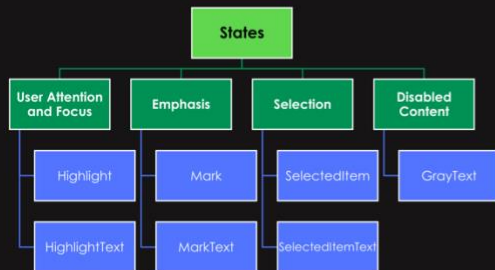 States
User Attention
and Focus
Emphasis
Selection
Disabled
Content
Highlight
Mark
SelectedItem
GrayText
HighlightText
MarkText
SelectedItemText